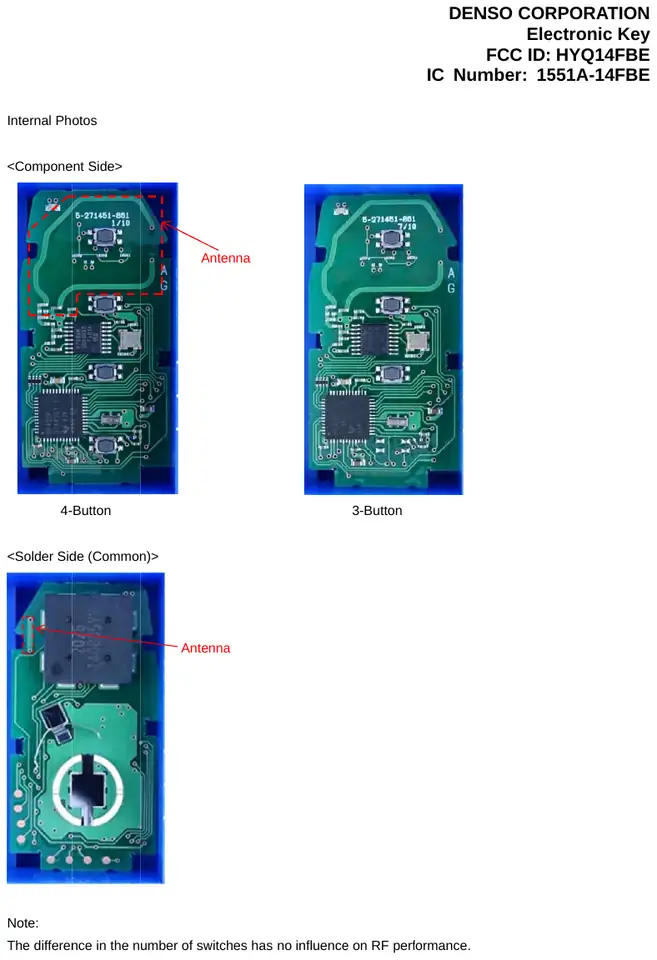 DENSO CORPORATION
Electronic Key
FCC ID: HYQ14FBE
IC Number: 1551A-14FBE
Internal Photos
<Component Side>
5-271451-861
1/10
A
G
Antenna
5-271451-861
7/10
A
G
4-Button
3-Button
<Solder Side (Common)>
Antenna
Note:
The difference in the number of switches has no influence on RF performance.